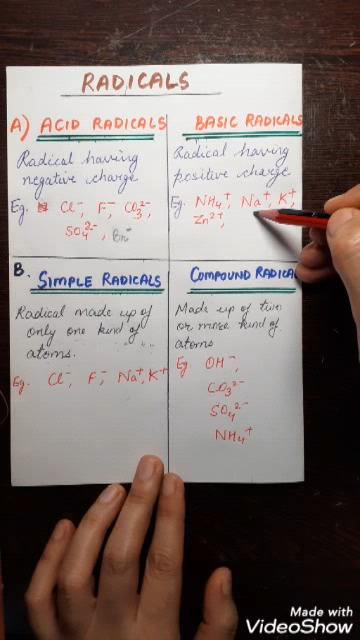 RADICALS
A) ACID RADICALS
Radical having
negative charge
Eg: Cl⁻, F⁻, CO₃²⁻,
SO₄²⁻, Br⁻
BASIC RADICALS
Radical having
positive charge
Eg. NH₄⁺, Na⁺, K⁺,
Zn²⁺,
B. SIMPLE RADICALS
Radical made up of
only one kind of
atoms.
Eg. Cl⁻, F⁻, Na⁺, K⁺
COMPOUND RADICA
Made up of two
or more kind of
atoms
Eg OH⁻,
CO₃²⁻
SO₄²⁻
NH₄⁺
Made with
VideoShow